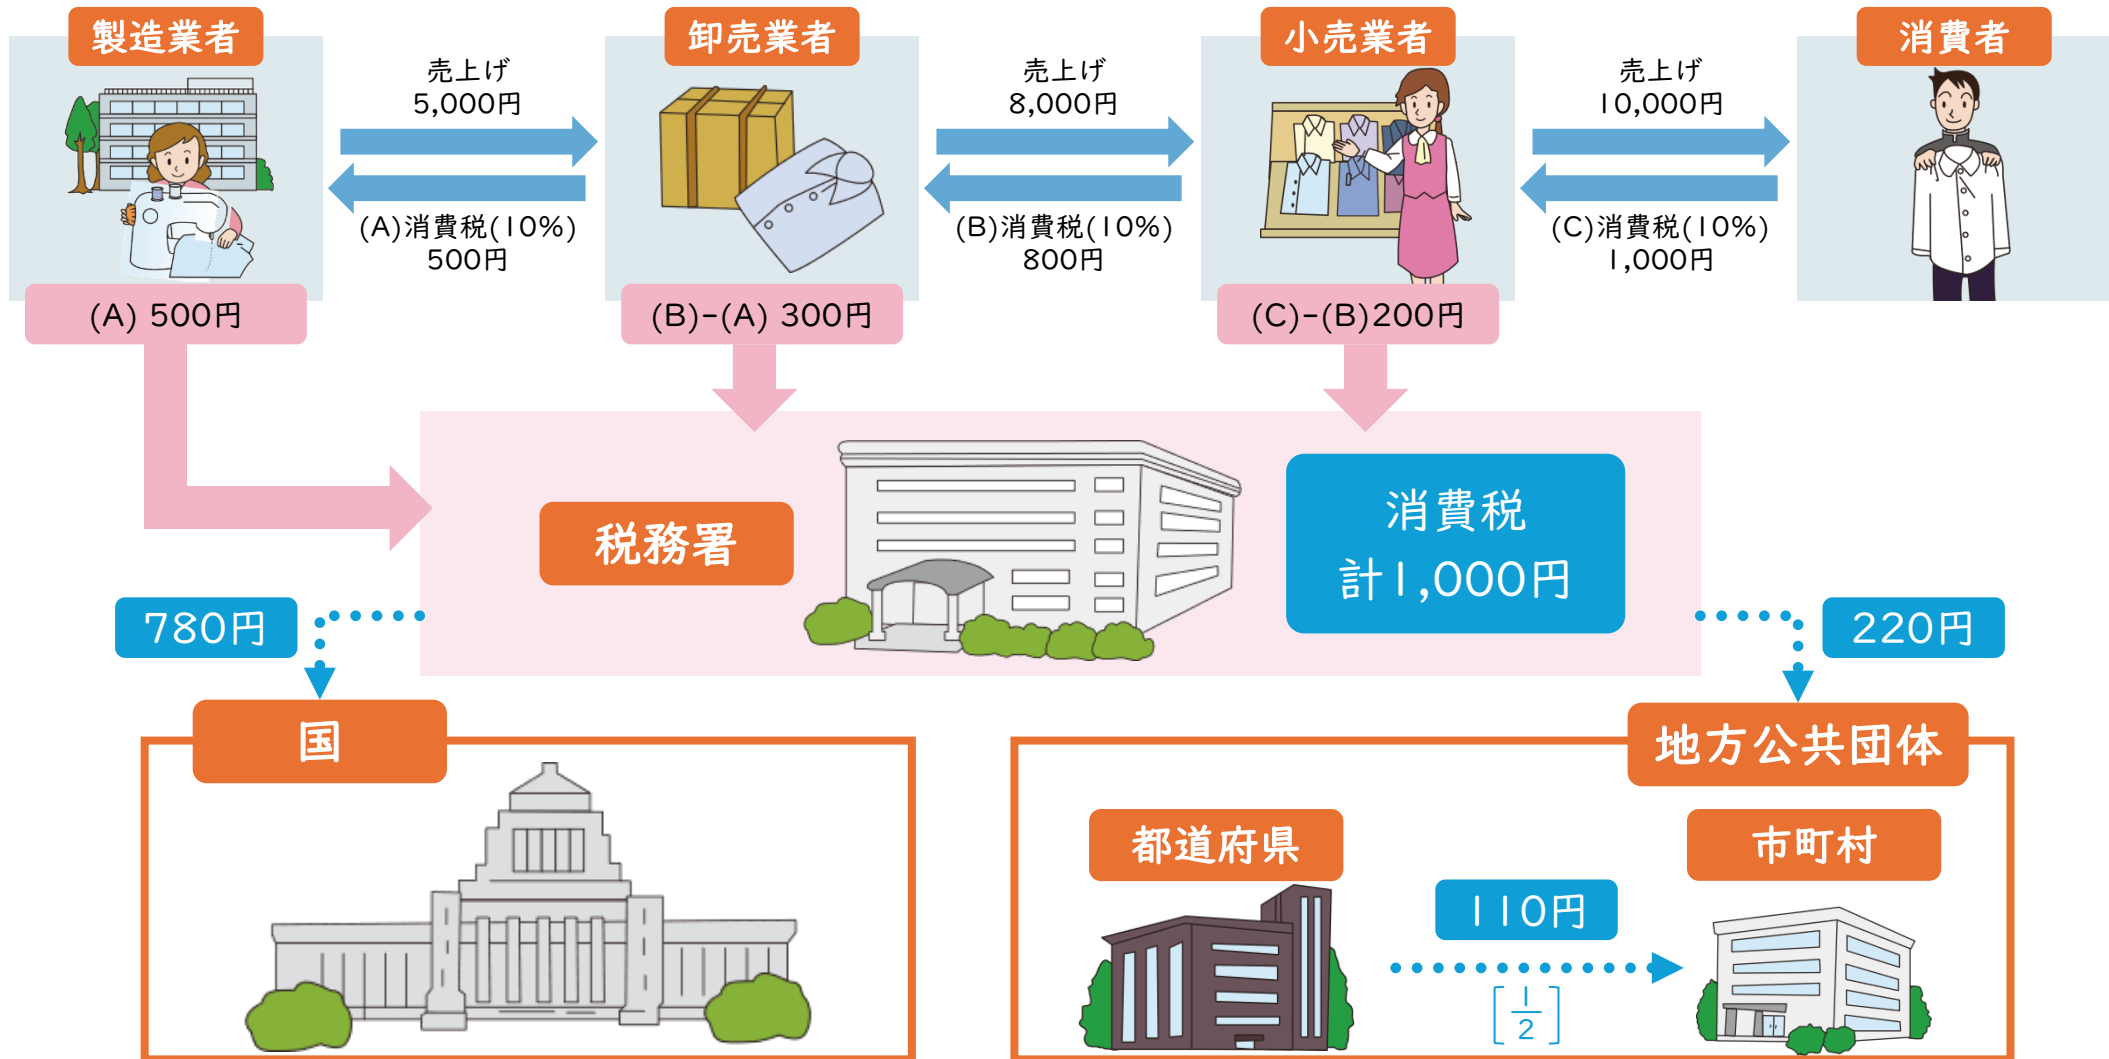 製造業者
卸売業者
小売業者
消費者
売上げ
5,000円
売上げ
8,000円
売上げ
10,000円
(A)消費税(10%)
500円
(B)消費税(10%)
800円
(C)消費税(10%)
1,000円
(A) 500円
(B)-(A) 300円
(C)-(B)200円
税務署
消費税
計1,000円
780円
220円
国
地方公共団体
都道府県
市町村
110円
[1/2]